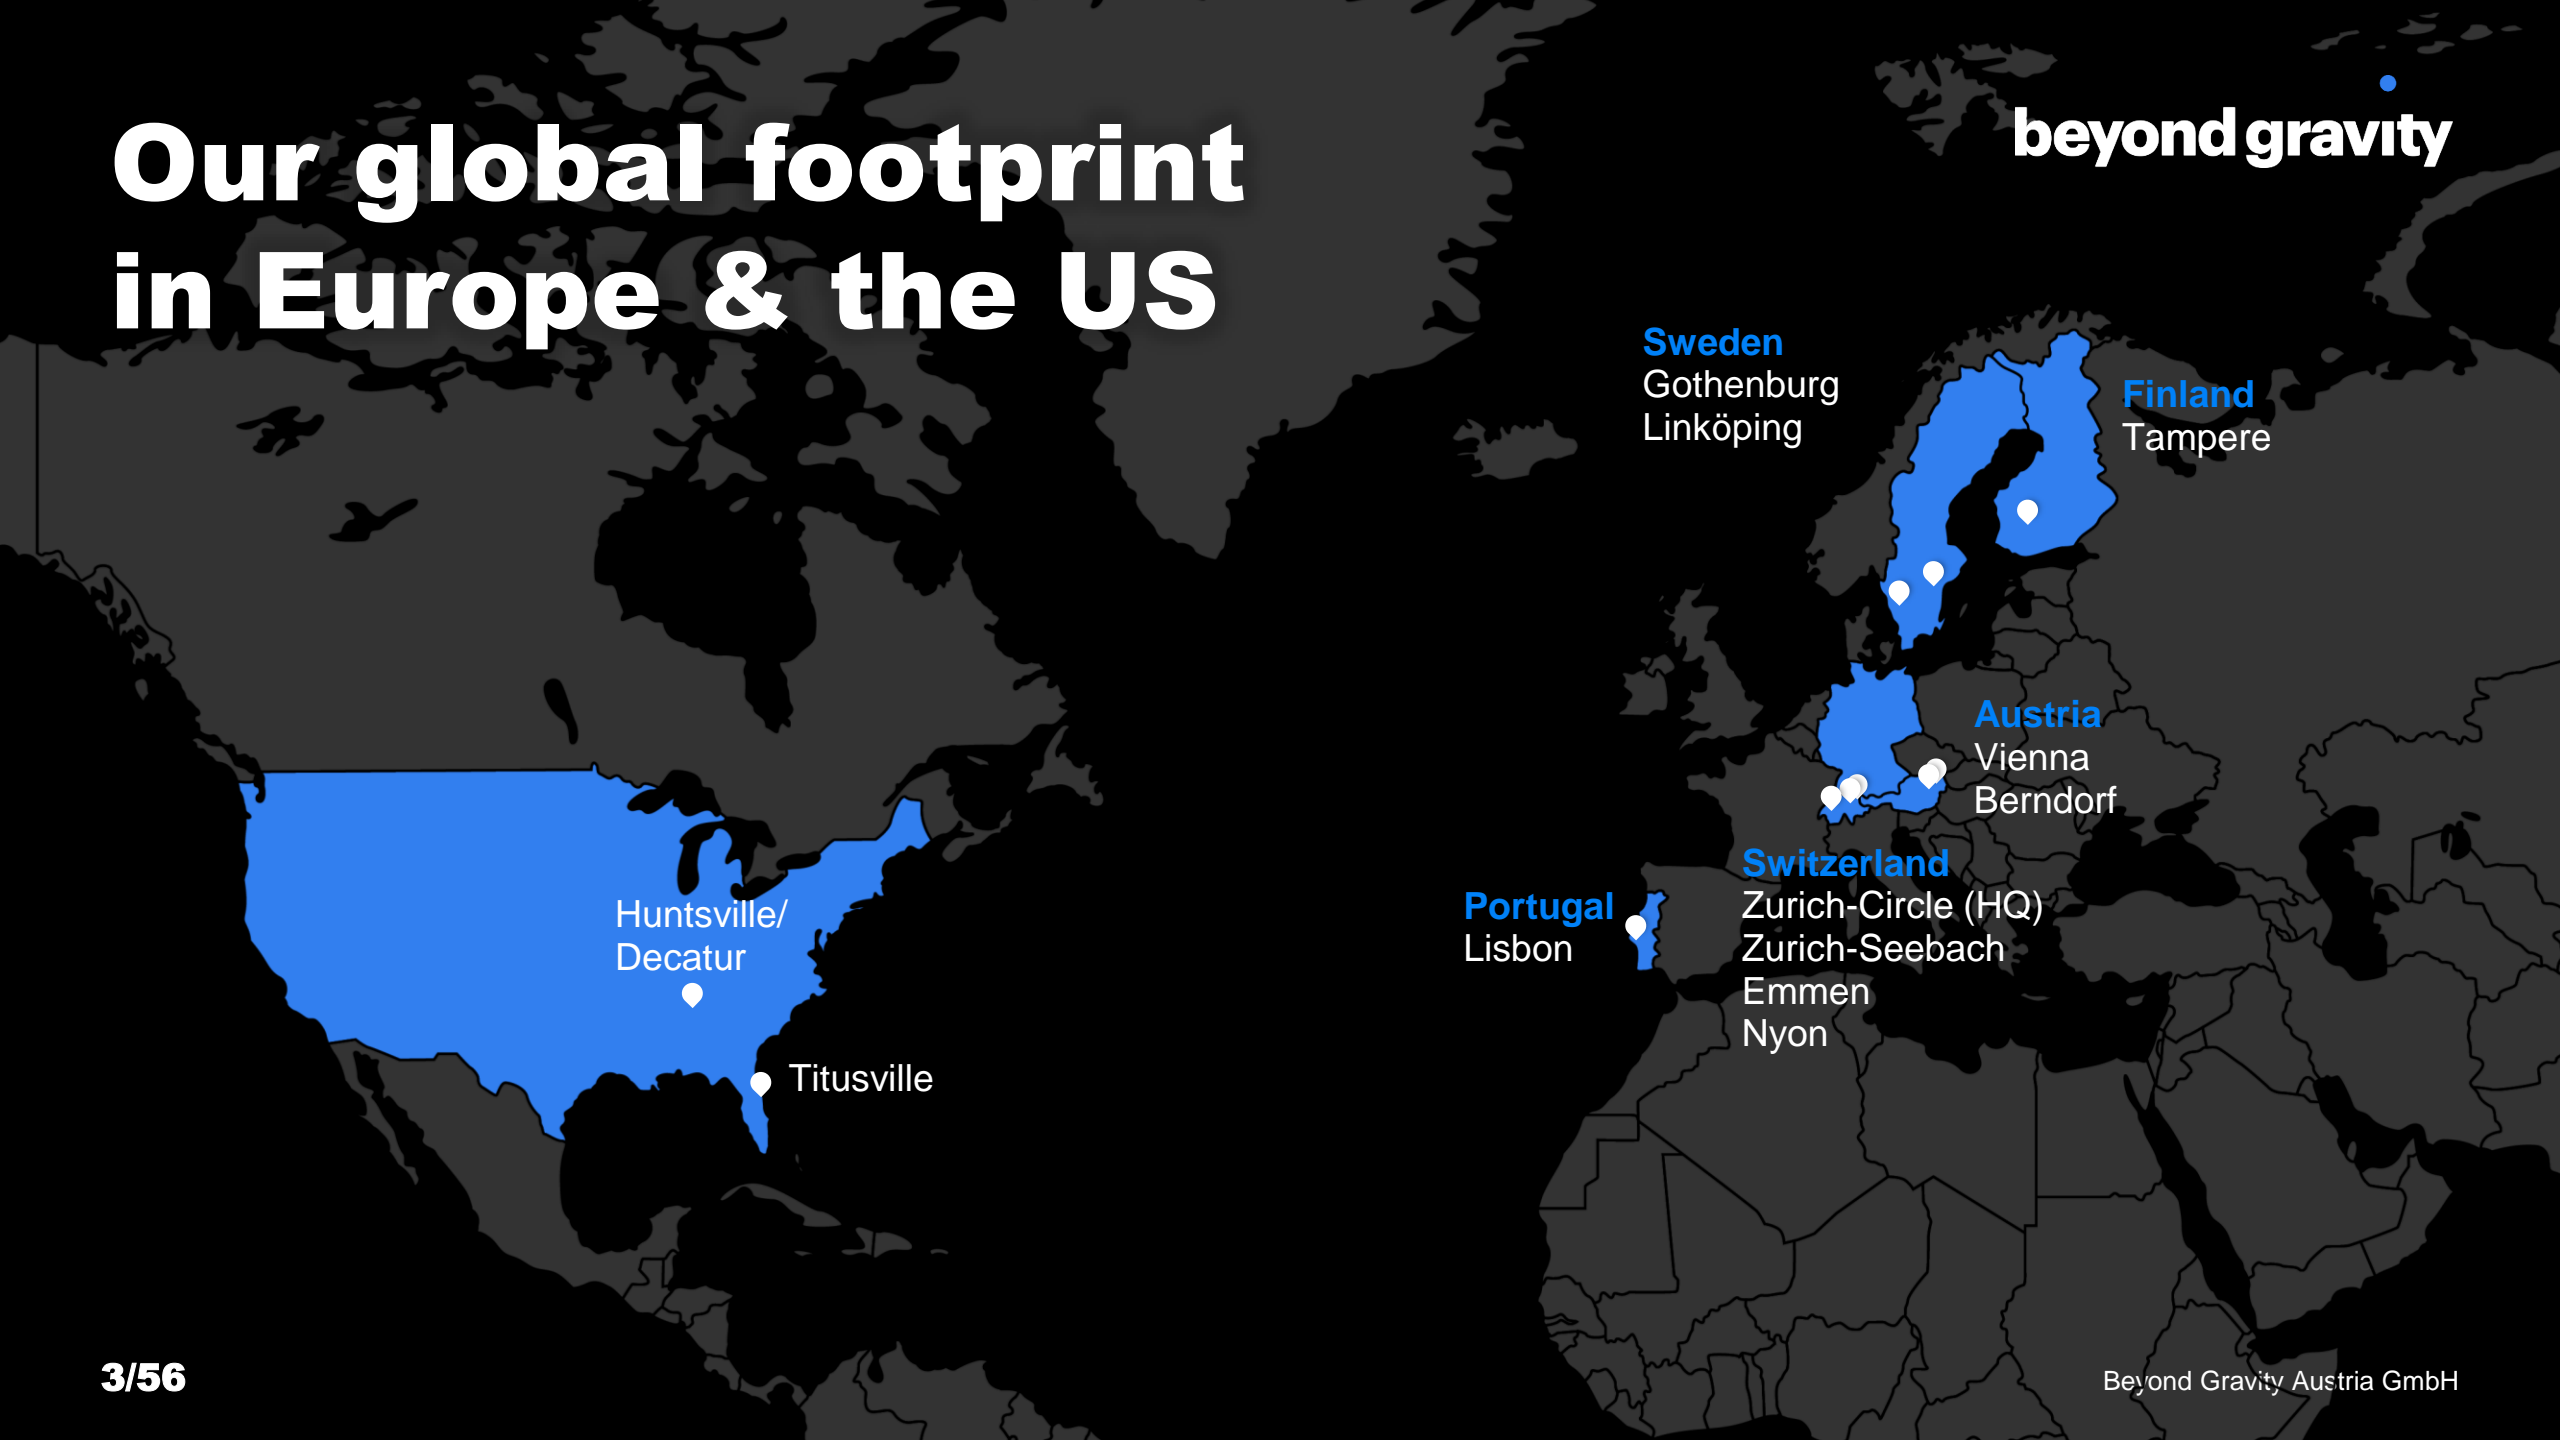 Our global footprint
in Europe & the US
beyond gravity
Sweden
Gothenburg
Linköping
Finland
Tampere
Austria
Vienna
Berndorf
Switzerland
Zurich-Circle (HQ)
Zurich-Seebach
Emmen
Nyon
Portugal
Lisbon
Huntsville/
Decatur
Titusville
3/56
Beyond Gravity Austria GmbH